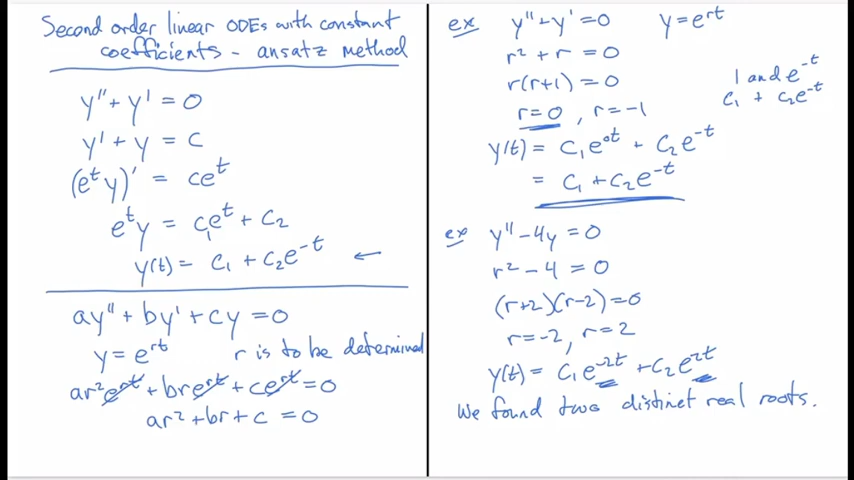 Second order linear ODEs with constant
coefficients - ansatz method
y'' + y' = 0
y' + y = c
(e^t y)' = ce^t
e^t y = c₁e^t + c₂
y(t) = c₁ + c₂e^-t ←
ay'' + by' + cy = 0
y = e^rt r is to be determined
ar²e^rt + bre^rt + ce^rt = 0
ar² + br + c = 0
ex y'' + y' = 0 y = e^rt
r² + r = 0
r(r+1) = 0
1 and e^-t
r = 0, r = -1
c₁ + c₂e^-t
y(t) = c₁e^0t + c₂e^-t
= c₁ + c₂e^-t
ex y'' - 4y = 0
r² - 4 = 0
(r+2)(r-2) = 0
r = -2, r = 2
y(t) = c₁e^-2t + c₂e^2t
We found two distinct real roots.